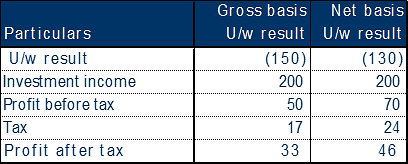 Gross basis Net basis
Particulars U/w result U/w result
U/w result (150) (130)
Investment income 200 200
Profit before tax 50 70
Tax 17 24
Profit after tax 33 46